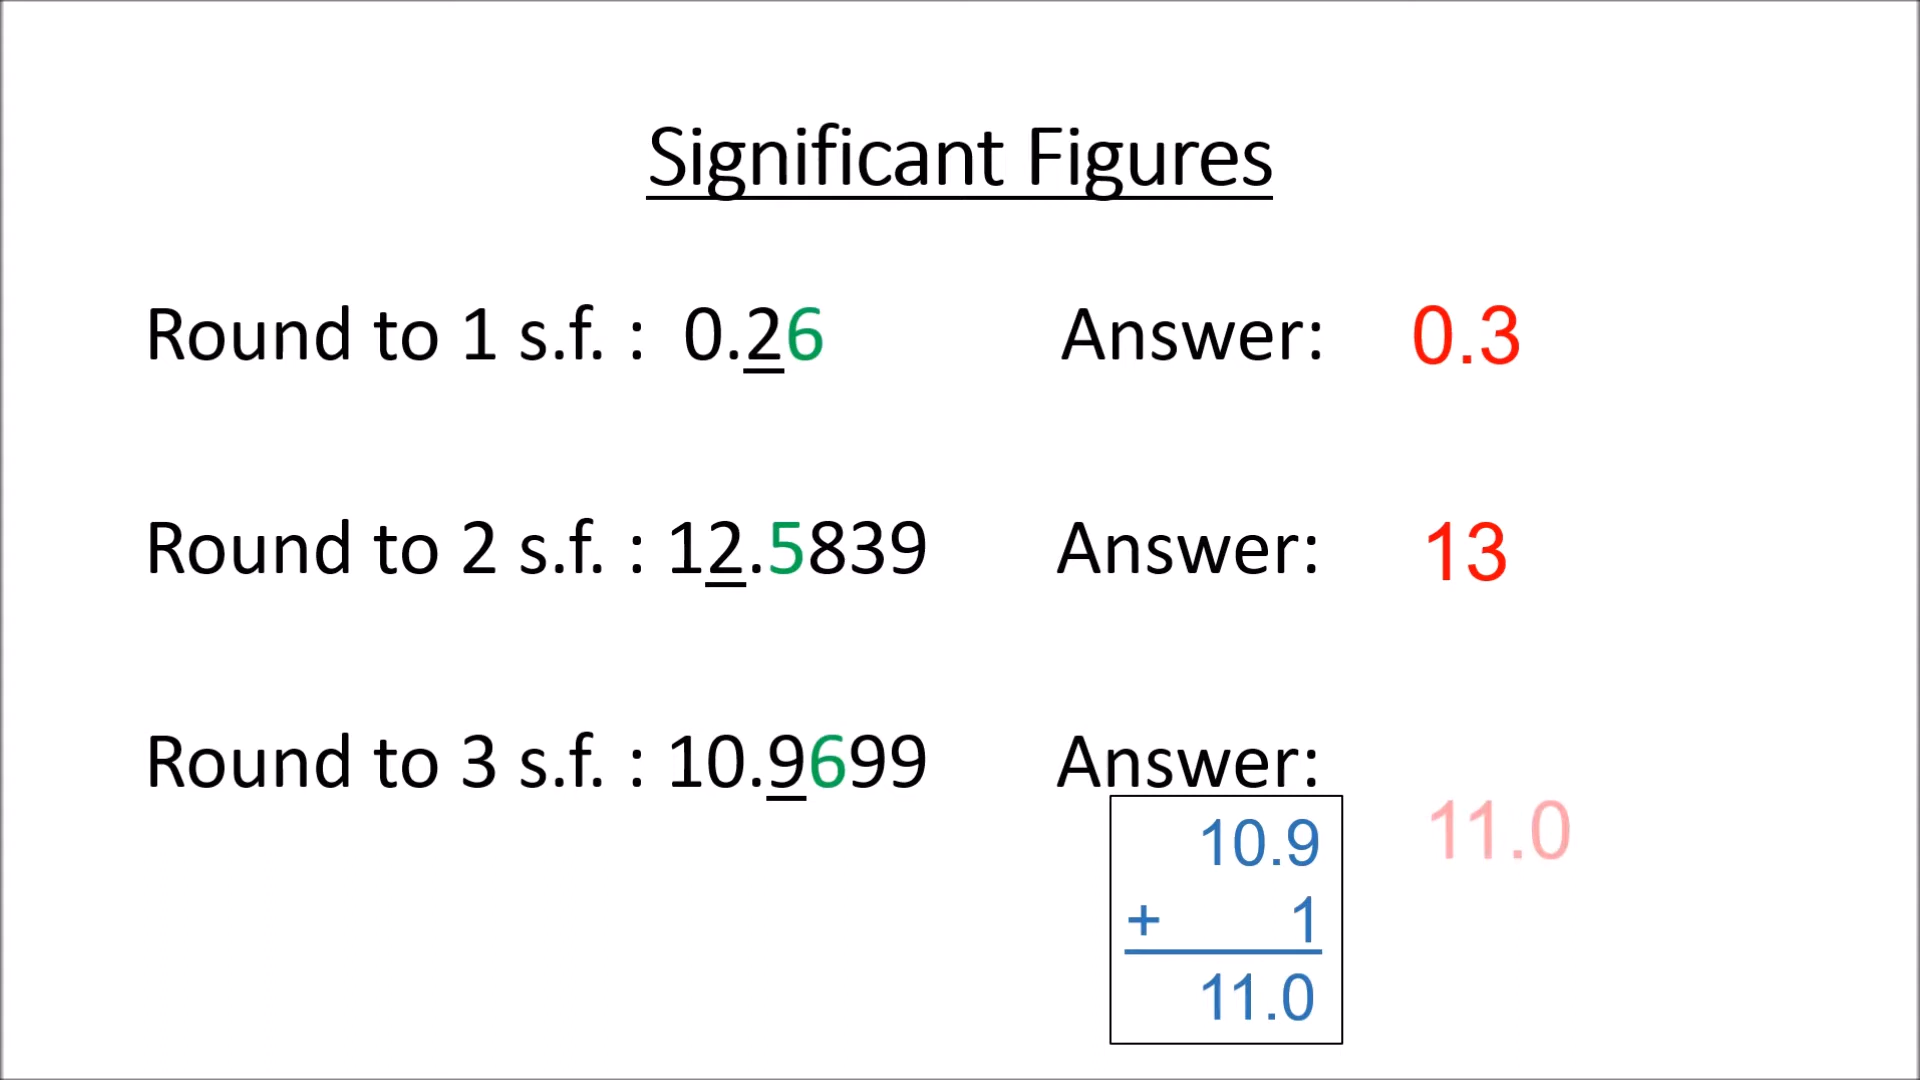 Significant Figures
Round to 1 s.f. : 0.26 Answer: 0.3
Round to 2 s.f. : 12.5839 Answer: 13
Round to 3 s.f. : 10.9699 Answer:
11.0
10.9
+ 1
11.0